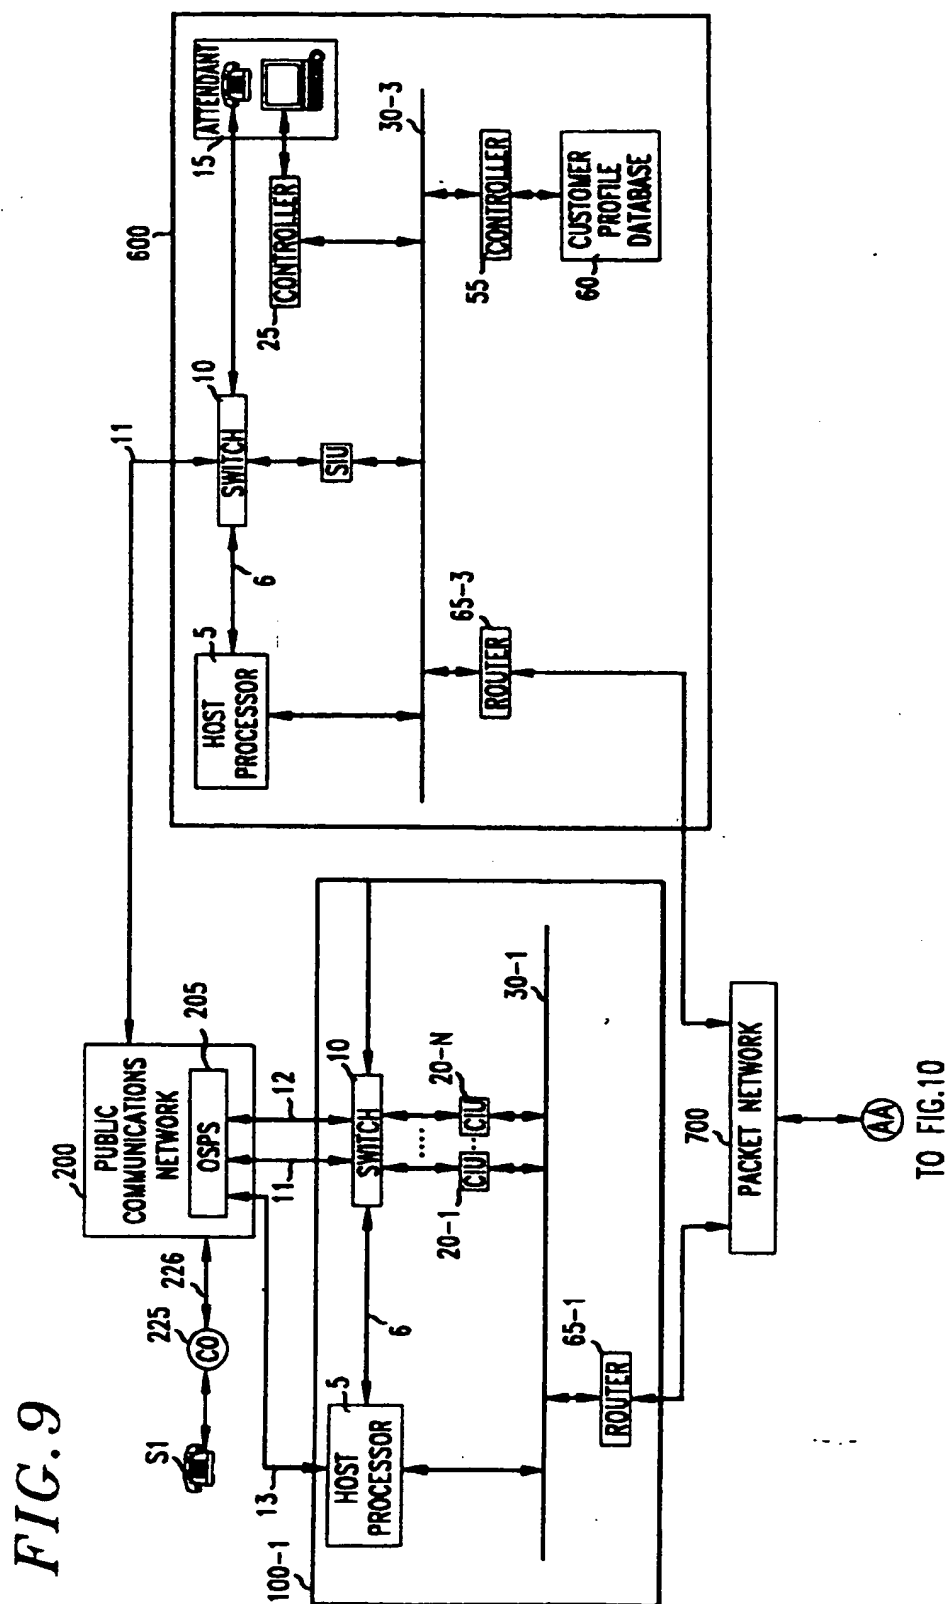 FIG. 9
S1
225
CO
226
200
PUBLIC
COMMUNICATIONS
NETWORK
OSPS
205
11
13
11
12
100-1
5
HOST
PROCESSOR
6
10
SWITCH
20-1
CIU
....
...
CIU
20-N
30-1
65-1
ROUTER
600
5
HOST
PROCESSOR
6
10
SWITCH
SIU
15
ATTENDANT
25
CONTROLLER
30-3
65-3
ROUTER
55
CONTROLLER
60
CUSTOMER
PROFILE
DATABASE
700
PACKET NETWORK
AA
TO FIG.10